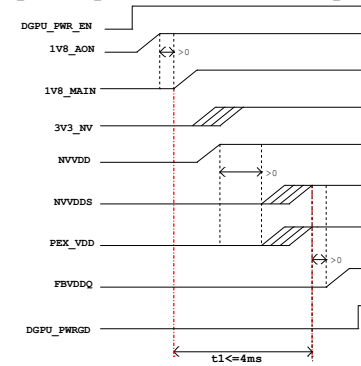 DGPU_PWR_EN
1V8_AON
>0
1V8_MAIN
3V3_NV
NVVDD
>0
NVVDDS
PEX_VDD
>0
FBVDDQ
DGPU_PWRGD
t1<=4ms